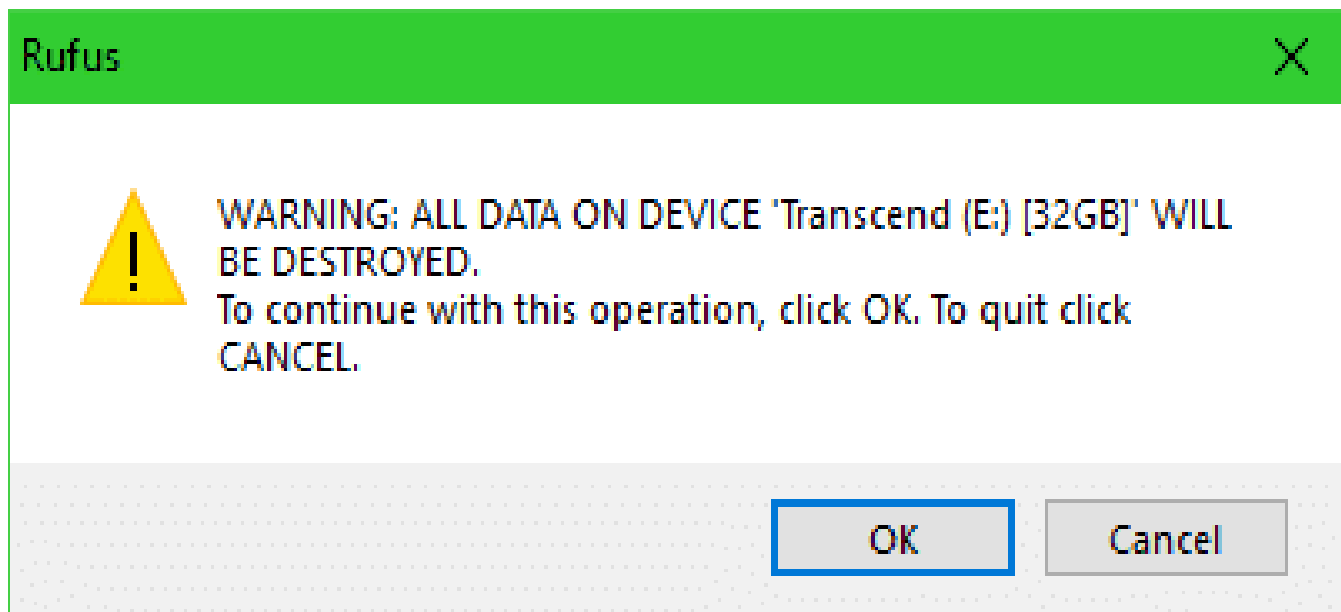 Rufus
WARNING: ALL DATA ON DEVICE 'Transcend (E:) [32GB]' WILL
BE DESTROYED.
To continue with this operation, click OK. To quit click
CANCEL.
OK Cancel